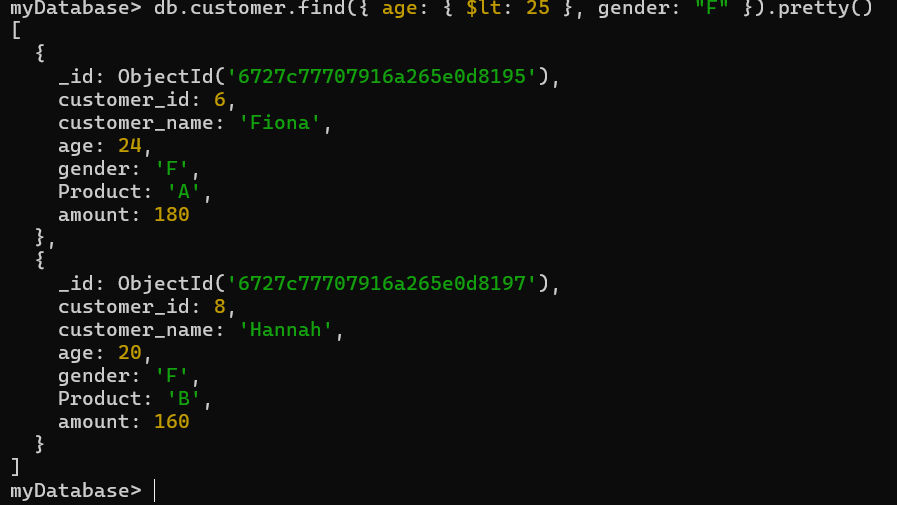 myDatabase> db.customer.find({ age: { $lt: 25 }, gender: "F" }).pretty()
[
  {
    _id: ObjectId('6727c77707916a265e0d8195'),
    customer_id: 6,
    customer_name: 'Fiona',
    age: 24,
    gender: 'F',
    Product: 'A',
    amount: 180
  },
  {
    _id: ObjectId('6727c77707916a265e0d8197'),
    customer_id: 8,
    customer_name: 'Hannah',
    age: 20,
    gender: 'F',
    Product: 'B',
    amount: 160
  }
]
myDatabase>